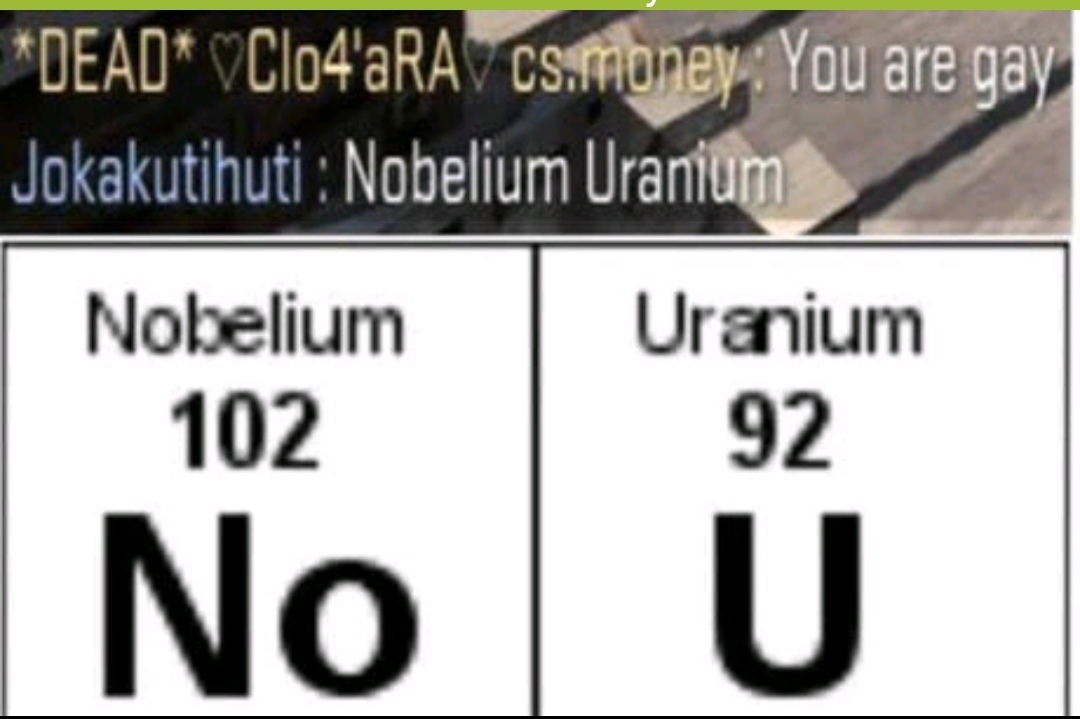 *DEAD* ♡Clo4'aRA♡ cs.money : You are gay
Jokakutihuti : Nobelium Uranium
Nobelium Uranium
102 92
No U